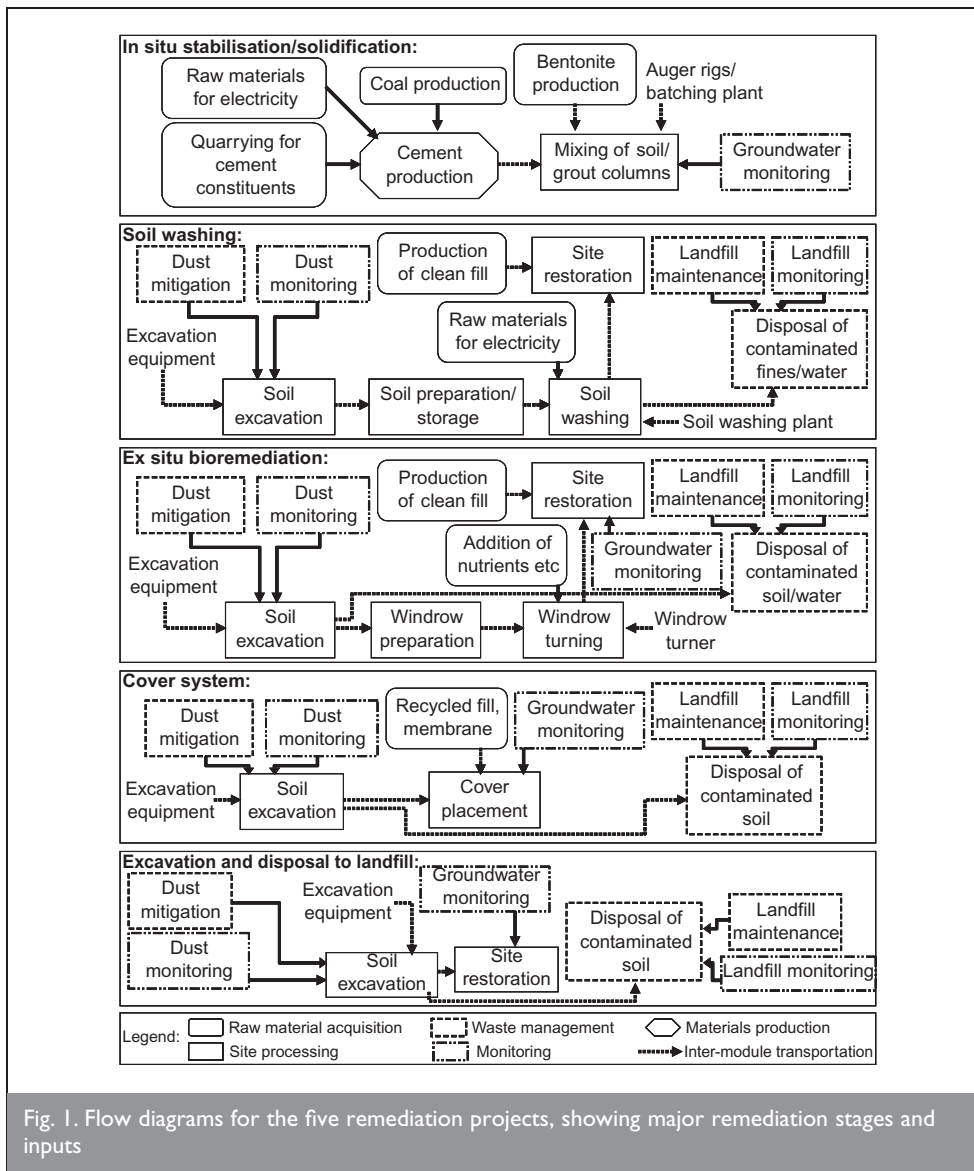 In situ stabilisation/solidification:
Raw materials
for electricity
Coal production
Bentonite
production
Auger rigs/
batching plant
Quarrying for
cement
constituents
Cement
production
Mixing of soil/
grout columns
Groundwater
monitoring
Soil washing:
Dust
mitigation
Dust
monitoring
Production
of clean fill
Site
restoration
Landfill
maintenance
Landfill
monitoring
Excavation
equipment
Raw materials
for electricity
Disposal of
contaminated
fines/water
Soil
excavation
Soil preparation/
storage
Soil
washing
Soil washing plant
Ex situ bioremediation:
Dust
mitigation
Dust
monitoring
Production
of clean fill
Site
restoration
Landfill
maintenance
Landfill
monitoring
Excavation
equipment
Addition of
nutrients etc
Groundwater
monitoring
Disposal of
contaminated
soil/water
Soil
excavation
Windrow
preparation
Windrow
turning
Windrow
turner
Cover system:
Dust
mitigation
Dust
monitoring
Recycled fill,
membrane
Groundwater
monitoring
Landfill
maintenance
Landfill
monitoring
Excavation
equipment
Soil
excavation
Cover
placement
Disposal of
contaminated
soil
Excavation and disposal to landfill:
Dust
mitigation
Excavation
equipment
Groundwater
monitoring
Disposal of
contaminated
soil
Landfill
maintenance
Dust
monitoring
Soil
excavation
Site
restoration
Landfill monitoring
Legend:
Raw material acquisition
Waste management
Materials production
Site processing
Monitoring
Inter-module transportation
Fig. 1. Flow diagrams for the five remediation projects, showing major remediation stages and
inputs